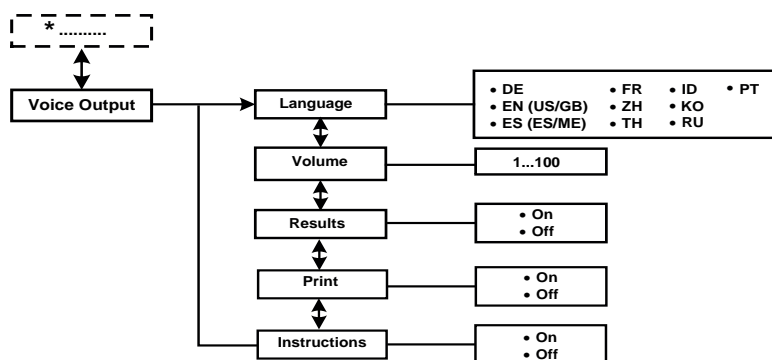 * ..........
Voice Output
Language
• DE • FR • ID • PT
• EN (US/GB) • ZH • KO
• ES (ES/ME) • TH • RU
Volume
1...100
Results
• On
• Off
Print
• On
• Off
Instructions
• On
• Off